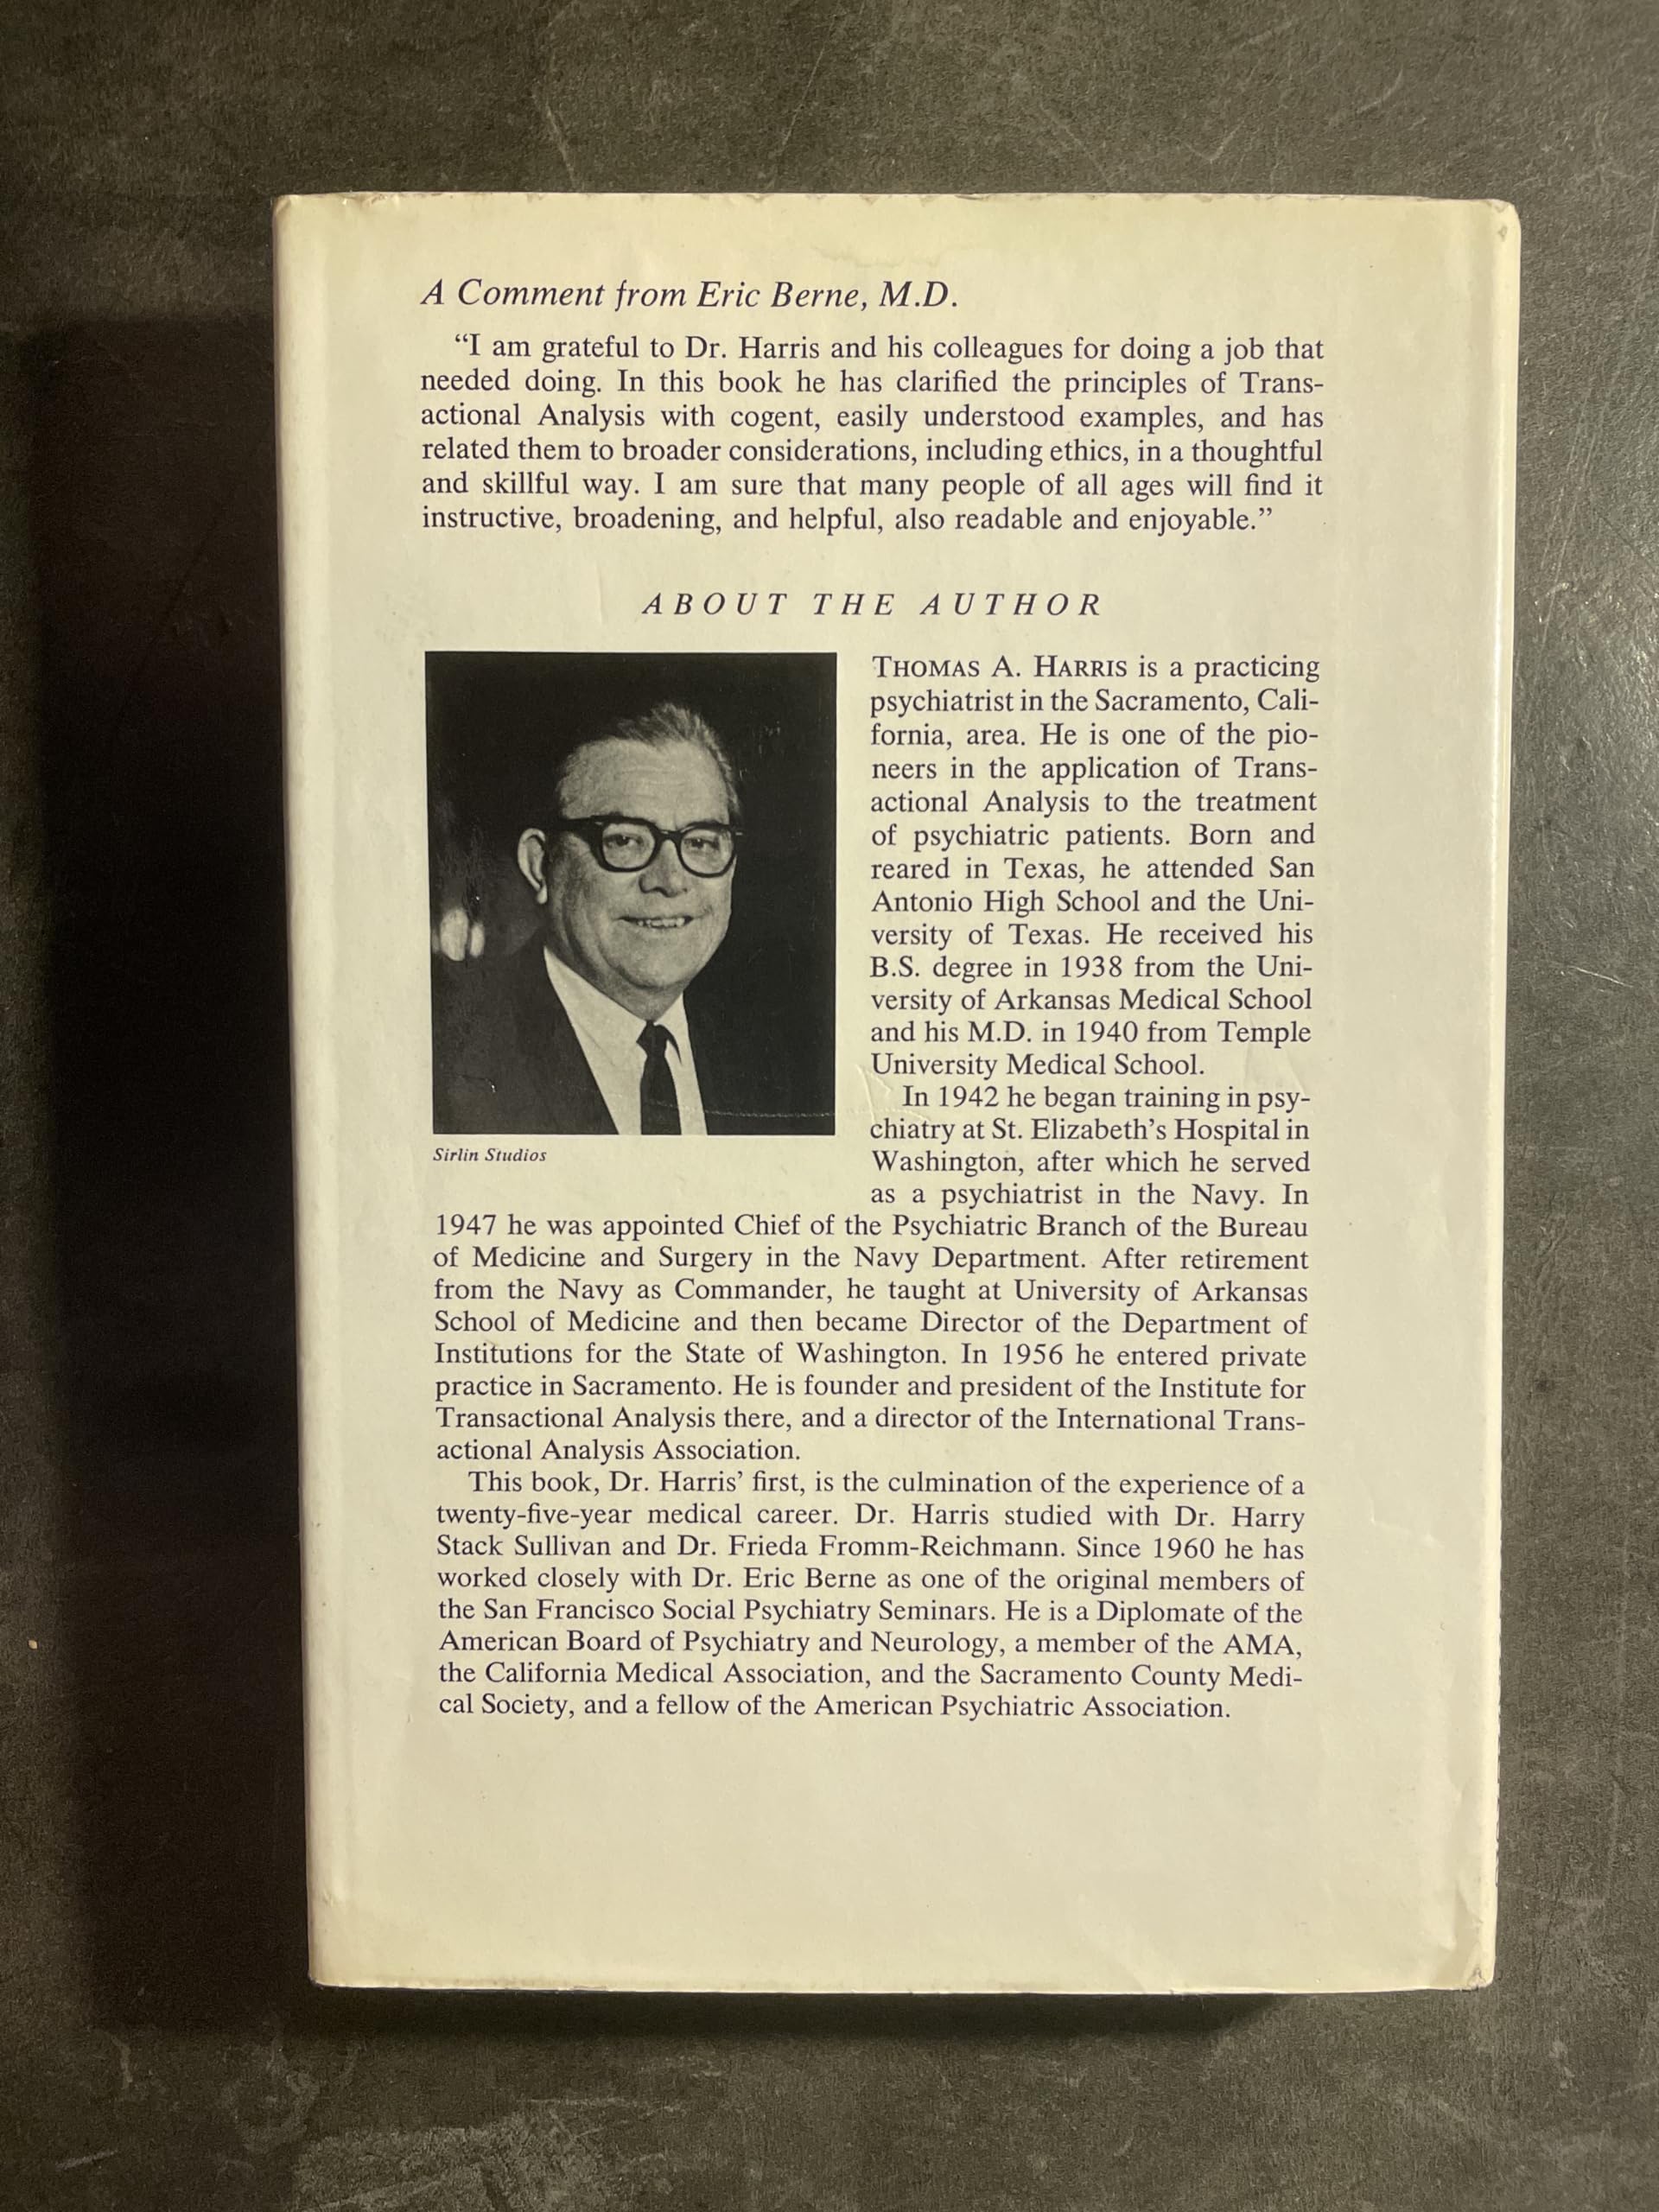 A Comment from Eric Berne, M.D.
“I am grateful to Dr. Harris and his colleagues for doing a job that
needed doing. In this book he has clarified the principles of Trans-
actional Analysis with cogent, easily understood examples, and has
related them to broader considerations, including ethics, in a thoughtful
and skillful way. I am sure that many people of all ages will find it
instructive, broadening, and helpful, also readable and enjoyable.”
ABOUT THE AUTHOR
THOMAS A. HARRIS is a practicing
psychiatrist in the Sacramento, Cali-
fornia, area. He is one of the pio-
neers in the application of Trans-
actional Analysis to the treatment
of psychiatric patients. Born and
reared in Texas, he attended San
Antonio High School and the Uni-
versity of Texas. He received his
B.S. degree in 1938 from the Uni-
versity of Arkansas Medical School
and his M.D. in 1940 from Temple
University Medical School.
In 1942 he began training in psy-
chiatry at St. Elizabeth’s Hospital in
Washington, after which he served
as a psychiatrist in the Navy. In
Sirlin Studios
1947 he was appointed Chief of the Psychiatric Branch of the Bureau
of Medicine and Surgery in the Navy Department. After retirement
from the Navy as Commander, he taught at University of Arkansas
School of Medicine and then became Director of the Department of
Institutions for the State of Washington. In 1956 he entered private
practice in Sacramento. He is founder and president of the Institute for
Transactional Analysis there, and a director of the International Trans-
actional Analysis Association.
This book, Dr. Harris’ first, is the culmination of the experience of a
twenty-five-year medical career. Dr. Harris studied with Dr. Harry
Stack Sullivan and Dr. Frieda Fromm-Reichmann. Since 1960 he has
worked closely with Dr. Eric Berne as one of the original members of
the San Francisco Social Psychiatry Seminars. He is a Diplomate of the
American Board of Psychiatry and Neurology, a member of the AMA,
the California Medical Association, and the Sacramento County Medi-
cal Society, and a fellow of the American Psychiatric Association.